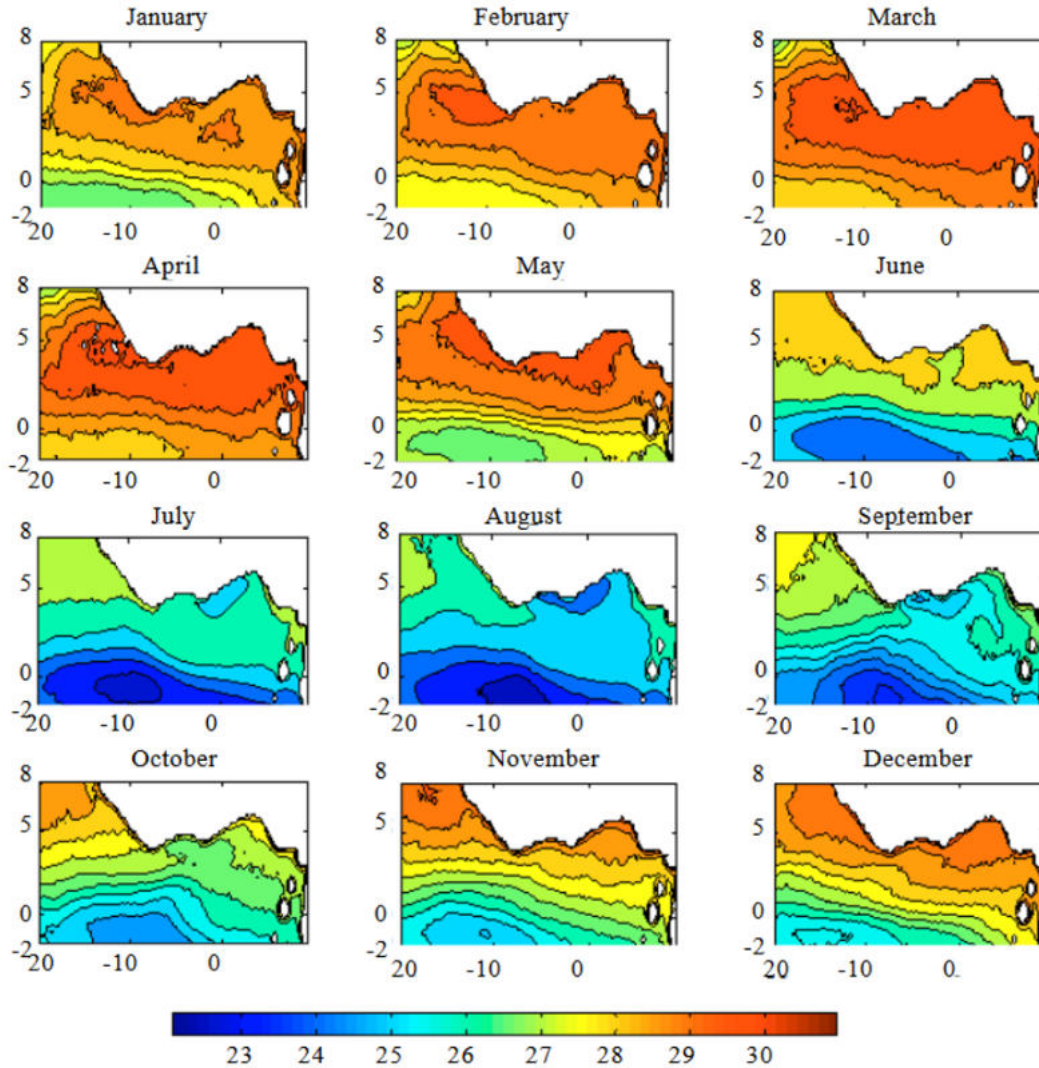 January February March
8 8 8
5 5 5
0 0 0
-2 -2 -2
20 -10 0 20 -10 0 20 -10 0
April May June
8 8 8
5 5 5
0 0 0
-2 -2 -2
20 -10 0 20 -10 0 20 -10 0
July August September
8 8 8
5 5 5
0 0 0
-2 -2 -2
20 -10 0 20 -10 0 20 -10 0
October November December
8 8 8
5 5 5
0 0 0
-2 -2 -2
20 -10 0 20 -10 0 20 -10 0
23 24 25 26 27 28 29 30